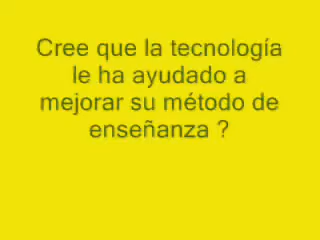 Cree que la tecnología
le ha ayudado a
mejorar su método de
enseñanza ?